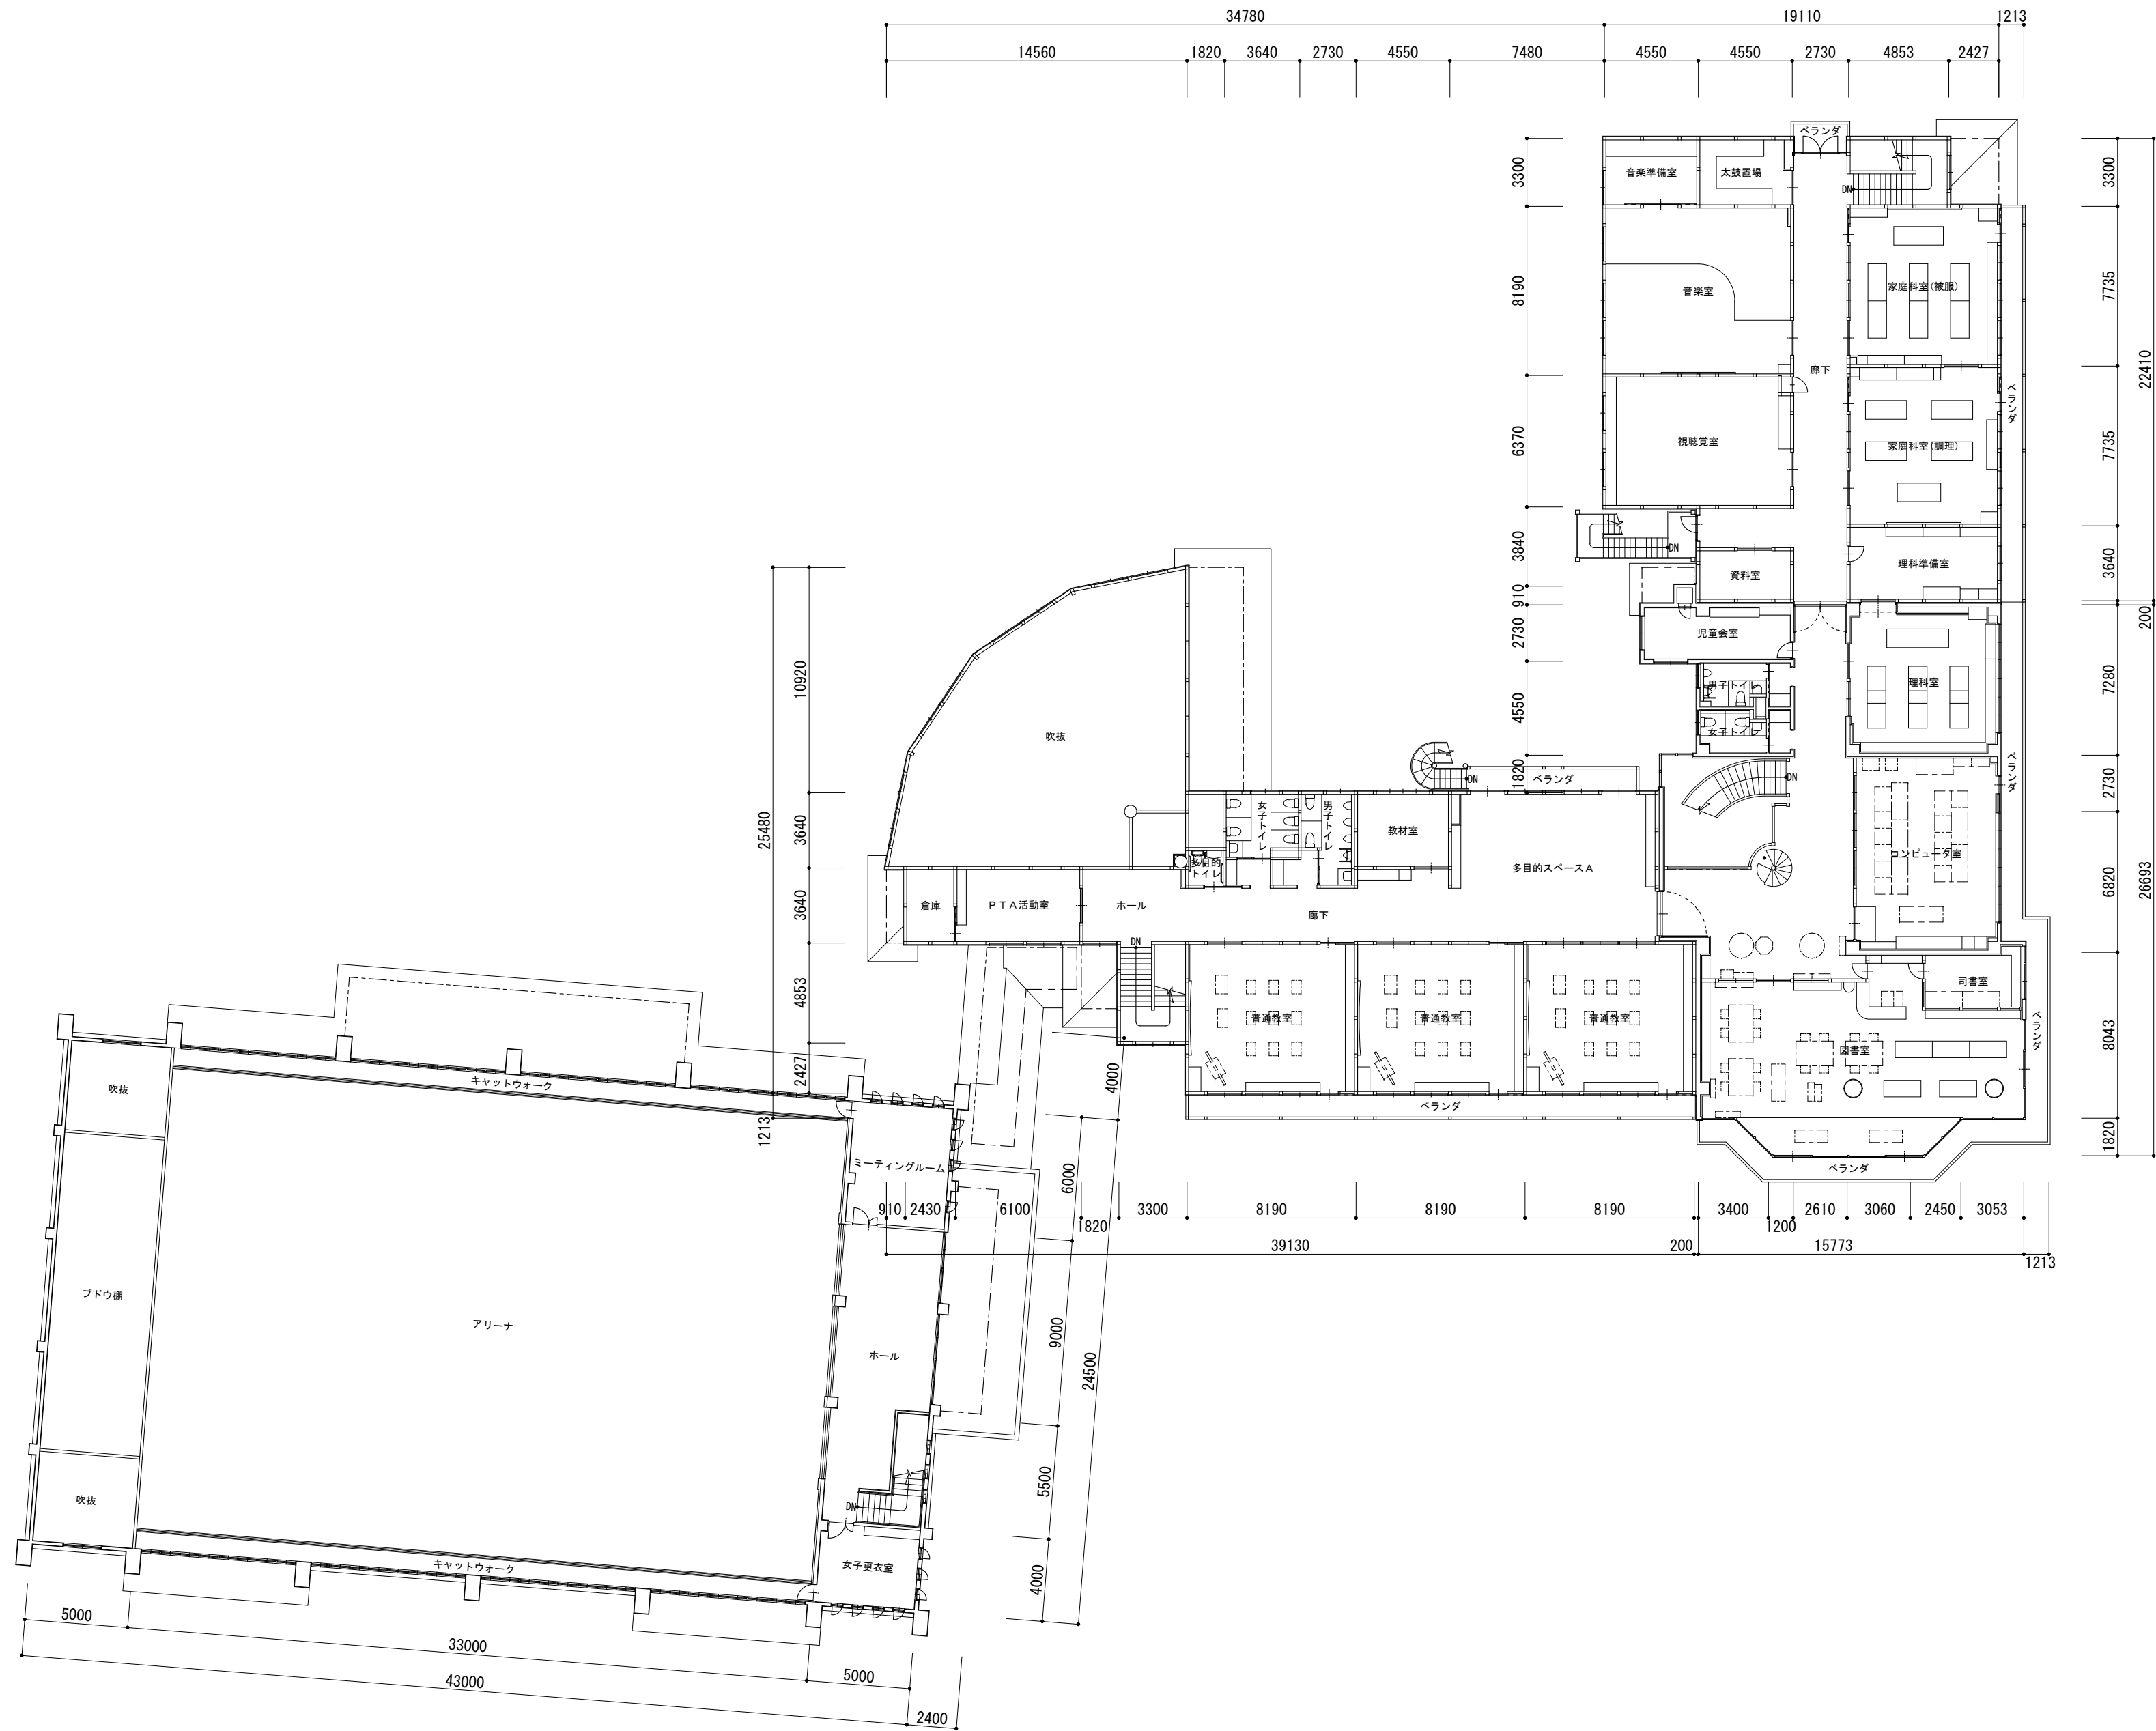 34780
19110
1213
14560
1820
3640
2730
4550
7480
4550
4550
2730
4853
2427
ベランダ
3300
音楽準備室
太鼓置場
DN
3300
8190
音楽室
家庭科室(被服)
7735
廊下
ベランダ
22410
6370
視聴覚室
家庭科室(調理)
7735
3840
DN
資料室
理科準備室
3640
910
200
2730
児童会室
10920
4550
男子トイレ
理科室
7280
女子トイレ
吹抜
1820
DN
ベランダ
DN
ベランダ
2730
25480
3640
女子トイレ
男子トイレ
教材室
多目的
トイレ
多目的スペースA
コンピュータ室
6820
26693
3640
倉庫
PTA活動室
ホール
廊下
DN
4853
司書室
普通教室
普通教室
普通教室
図書室
ベランダ
8043
2427
4000
ベランダ
1213
1820
ベランダ
吹抜
キャットウォーク
ミーティングルーム
6000
910
2430
6100
1820
3300
8190
8190
8190
3400
1200
2610
3060
2450
3053
39130
200
15773
1213
ブドウ棚
アリーナ
ホール
9000
24500
吹抜
DN
5500
キャットウォーク
女子更衣室
4000
5000
33000
5000
43000
2400